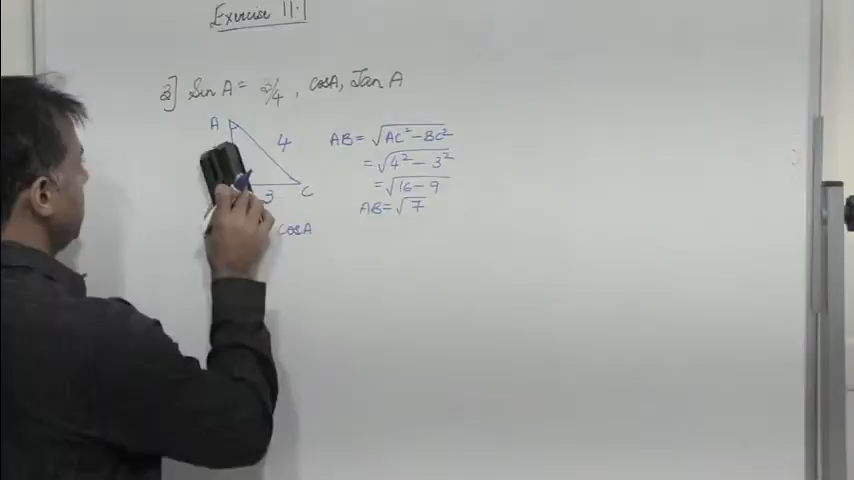 Exercise 11.1
3] Sin A = 3/4, cosA, Tan A
A
4
3
C
AB = √AC² - BC²
= √4² - 3²
= √16 - 9
AB = √7
cosA